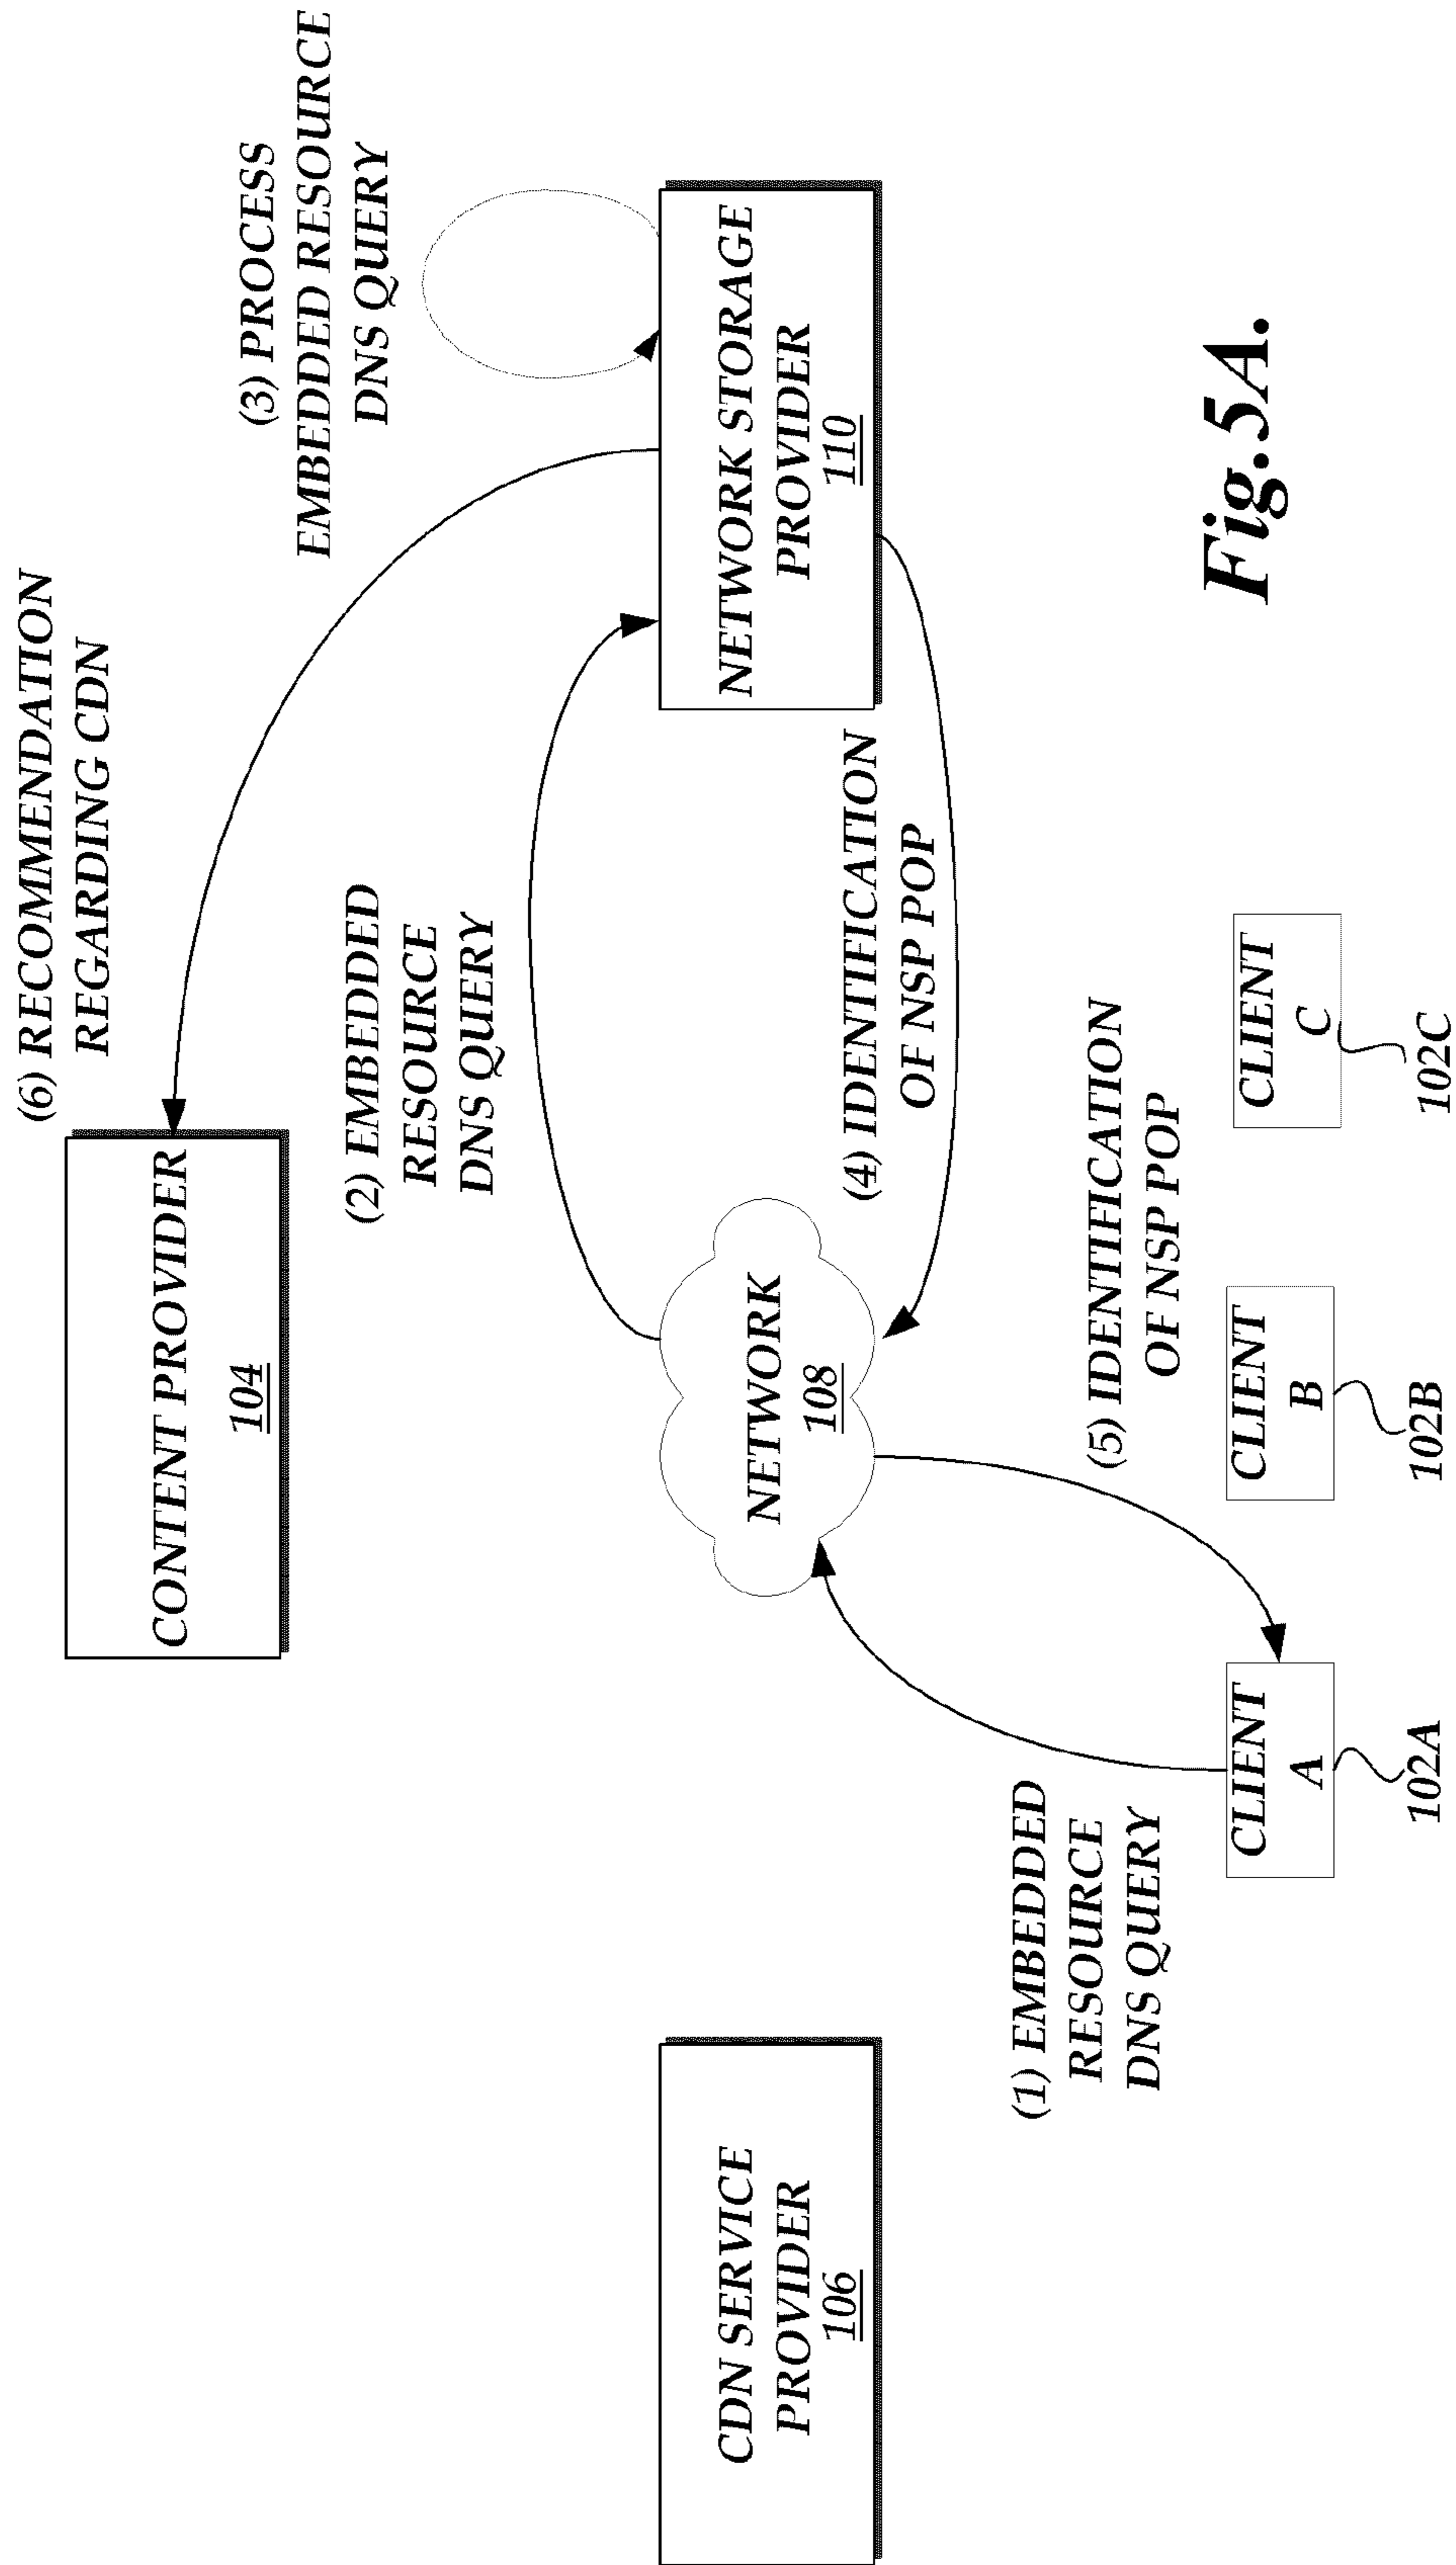 (6) RECOMMENDATION
REGARDING CDN
CONTENT PROVIDER
104
(3) PROCESS
EMBEDDED RESOURCE
DNS QUERY
(2) EMBEDDED
RESOURCE
DNS QUERY
CDN SERVICE
PROVIDER
106
NETWORK
108
NETWORK STORAGE
PROVIDER
110
(4) IDENTIFICATION
OF NSP POP
(1) EMBEDDED
RESOURCE
DNS QUERY
(5) IDENTIFICATION
OF NSP POP
CLIENT
A
102A
CLIENT
B
102B
CLIENT
C
102C
Fig.5A.